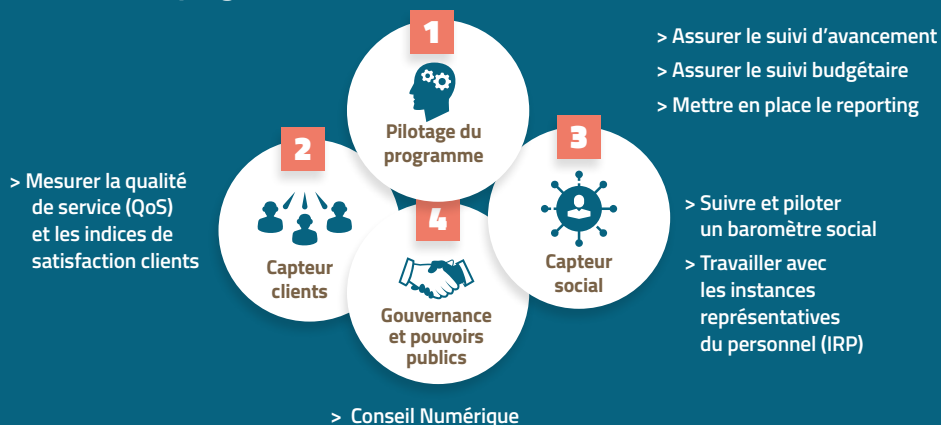 1
Pilotage du
programme
> Assurer le suivi d'avancement
> Assurer le suivi budgétaire
> Mettre en place le reporting
2
Capteur
clients
> Mesurer la qualité
de service (QoS)
et les indices de
satisfaction clients
3
Capteur
social
> Suivre et piloter
un baromètre social
> Travailler avec
les instances
représentatives
du personnel (IRP)
4
Gouvernance
et pouvoirs
publics
> Conseil Numérique